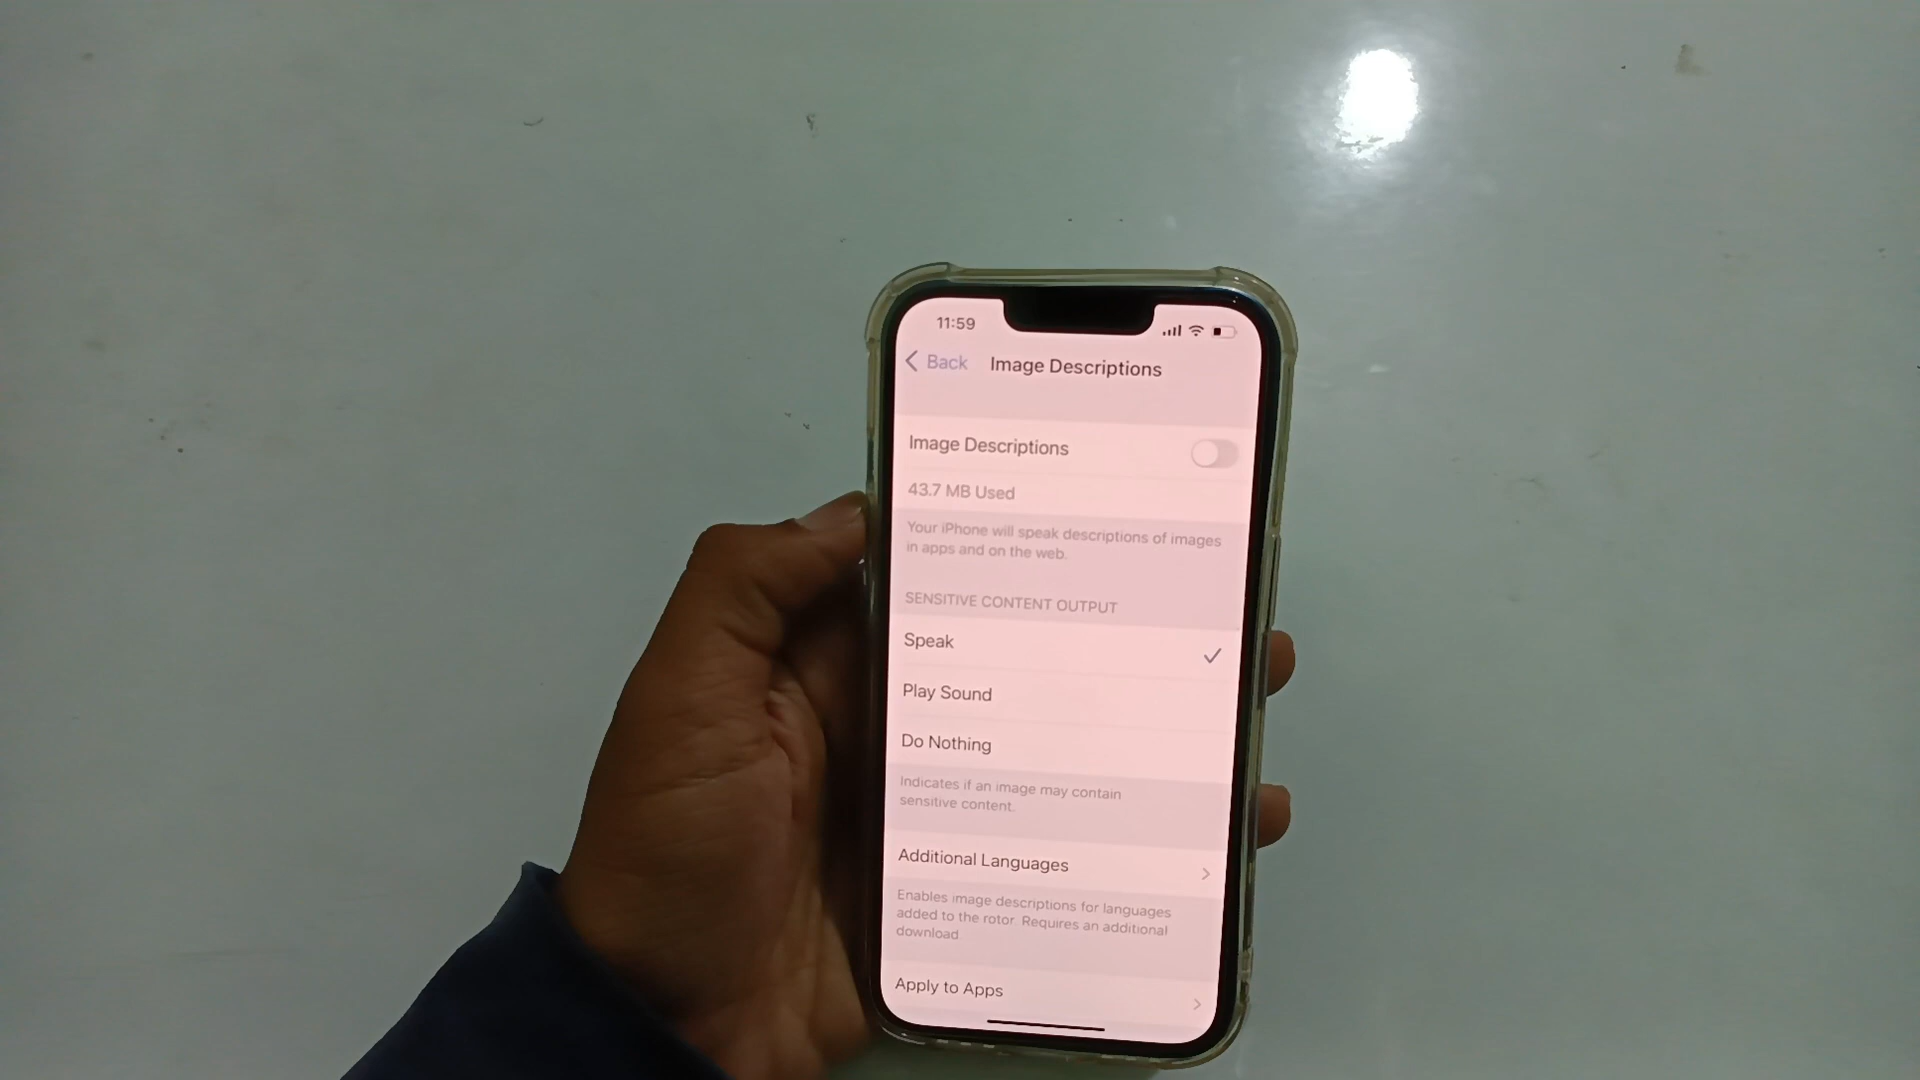 11:59
Back
Image Descriptions
Image Descriptions
43.7 MB Used
Your iPhone will speak descriptions of images
in apps and on the web.
SENSITIVE CONTENT OUTPUT
Speak
Play Sound
Do Nothing
Indicates if an image may contain
sensitive content.
Additional Languages
Enables image descriptions for languages
added to the rotor. Requires an additional
download.
Apply to Apps